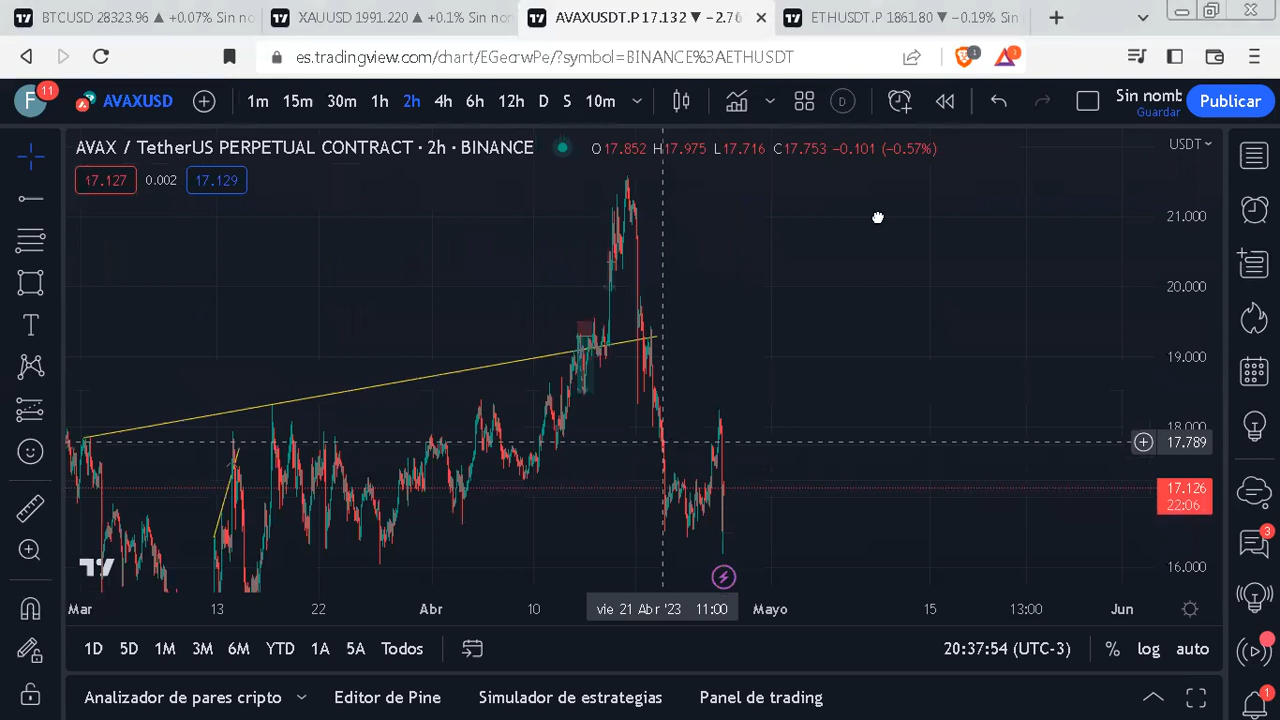 BTCUSD 28323.96 ▲ +0.07% Sin no
XAUUSD 1991.220 ▲ +0.1% Sin no
AVAXUSDT.P 17.132 ▼ −2.76
ETHUSDT.P 1861.80 ▼ −0.19% Sin
es.tradingview.com/chart/EGecrwPe/?symbol=BINANCE%3AETHUSDT
1
2
F
11
AVAXUSD
1m 15m 30m 1h 2h 4h 6h 12h D S 10m
D
Sin nomb
Guardar
Publicar
AVAX / TetherUS PERPETUAL CONTRACT · 2h · BINANCE
O17.852 H17.975 L17.716 C17.753 −0.101 (−0.57%)
USDT
17.127 0.002 17.129
21.000
20.000
19.000
18.000
17.789
17.126
22:06
16.000
Mar 13 22 Abr 10 vie 21 Abr '23 11:00 Mayo 15 13:00 Jun
1D 5D 1M 3M 6M YTD 1A 5A Todos
20:37:54 (UTC-3) % log auto
Analizador de pares cripto Editor de Pine Simulador de estrategias Panel de trading
3
1